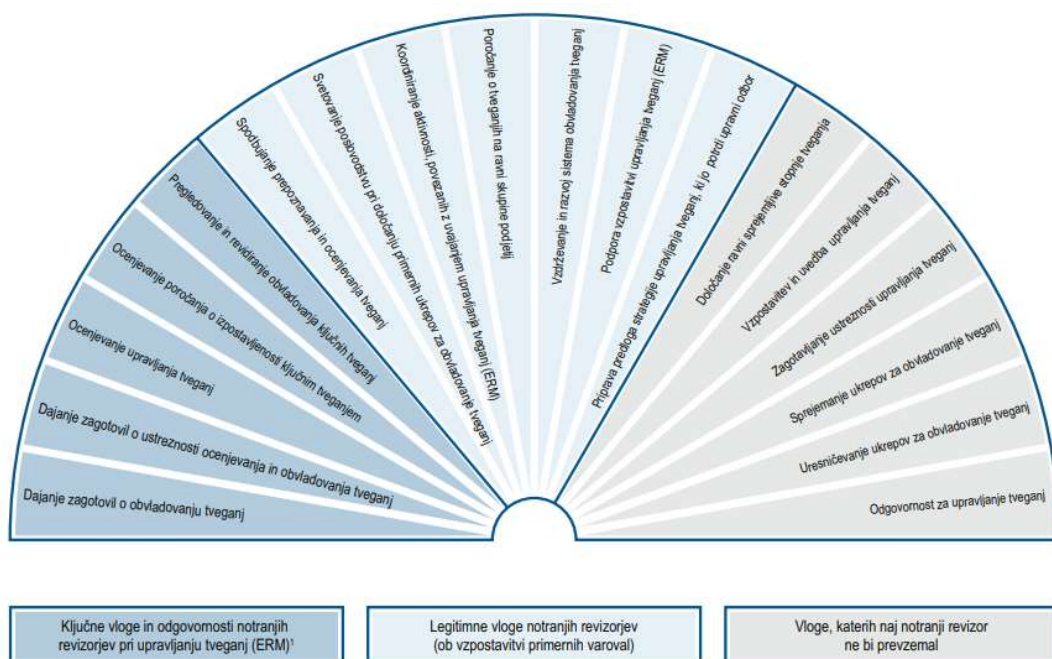 Dajanje zagotovil o obvladovanju tveganj
Dajanje zagotovil o ustreznosti ocenjevanja in obvladovanja tveganj
Ocenjevanje upravljanja tveganj
Ocenjevanje poročanja o izpostavljenosti ključnim tveganjem
Pregledovanje in revidiranje obvladovanja ključnih tveganj
Spodbujanje prepoznavanja in ocenjevanja tveganj
Svetovanje poslovodstvu pri določanju primernih ukrepov za obvladovanje tveganj
Koordiniranje aktivnosti, povezanih z uvajanjem upravljanja tveganj (ERM)
Poročanje o tveganjih na ravni skupine podjetij
Vzdrževanje in razvoj sistema obvladovanja tveganj
Podpora vzpostavitvi upravljanja tveganj (ERM)
Priprava predloga strategije upravljanja tveganj, ki jo potrdi upravni odbor
Določanje ravni sprejemljive stopnje tveganja
Vzpostavitev in uvedba upravljanja tveganj
Zagotavljanje ustreznosti upravljanja tveganj
Sprejemanje ukrepov za obvladovanje tveganj
Uresničevanje ukrepov za obvladovanje tveganj
Odgovornost za upravljanje tveganj
Ključne vloge in odgovornosti notranjih
revizorjev pri upravljanju tveganj (ERM)¹
Legitimne vloge notranjih revizorjev
(ob vzpostavitvi primernih varoval)
Vloge, katerih naj notranji revizor
ne bi prevzemal